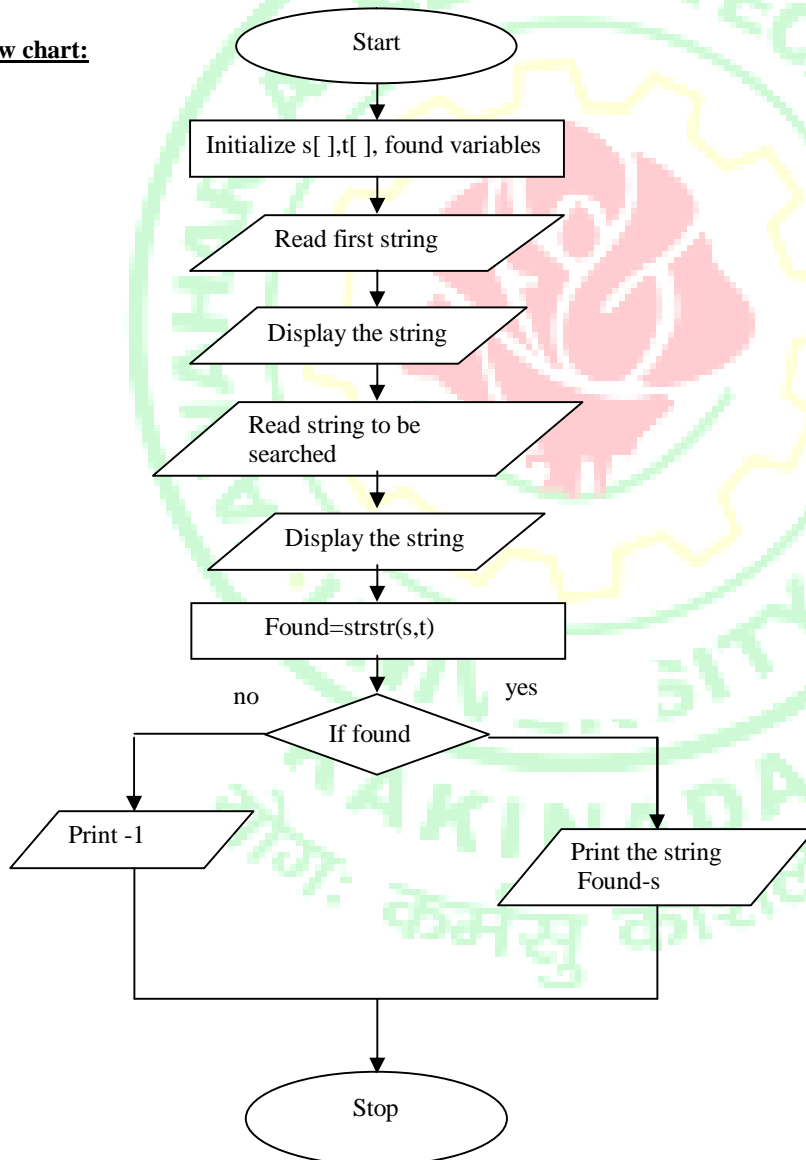 w chart:
Start
Initialize s[ ],t[ ], found variables
Read first string
Display the string
Read string to be
searched
Display the string
Found=strstr(s,t)
no
yes
If found
Print -1
Print the string
Found-s
Stop
KAKINADA